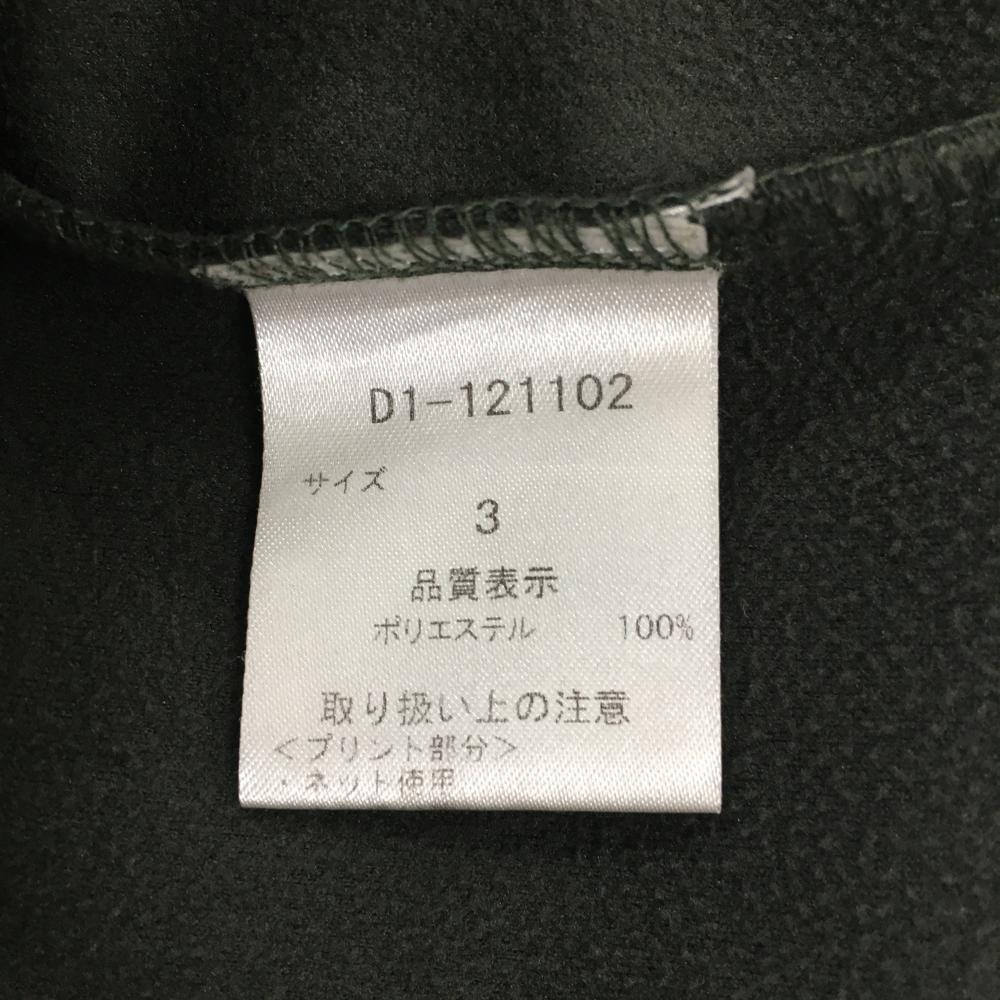 D1-121102
サイズ
3
品質表示
ポリエステル 100%
取り扱い上の注意
＜プリント部分＞
・ネット使用